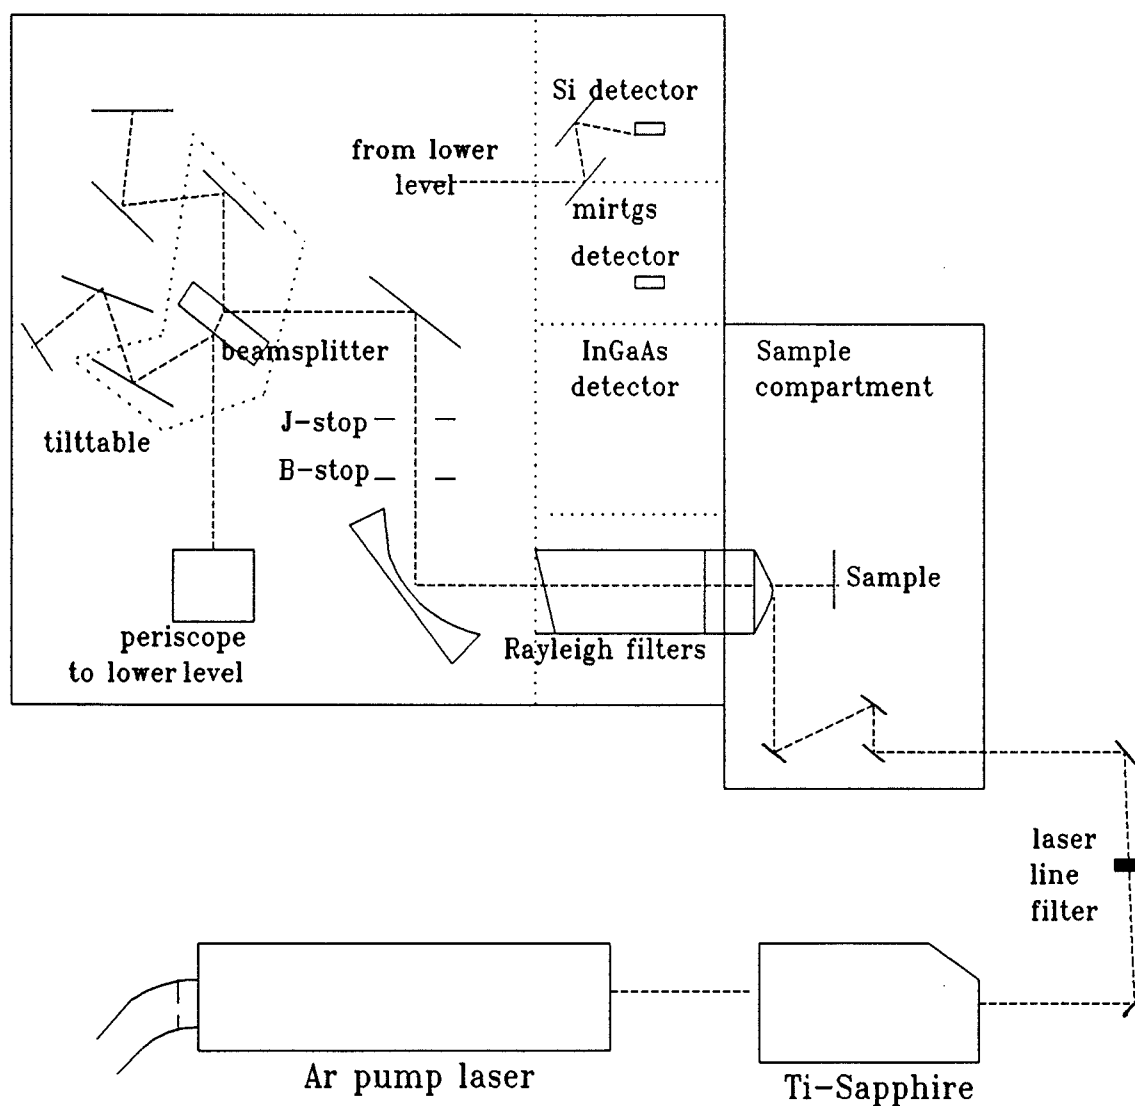 Si detector
from lower
level
mirtgs
detector
beamsplitter
InGaAs
detector
Sample
compartment
J-stop
tilttable
B-stop
Sample
periscope
to lower level
Rayleigh filters
laser
line
filter
Ar pump laser
Ti-Sapphire